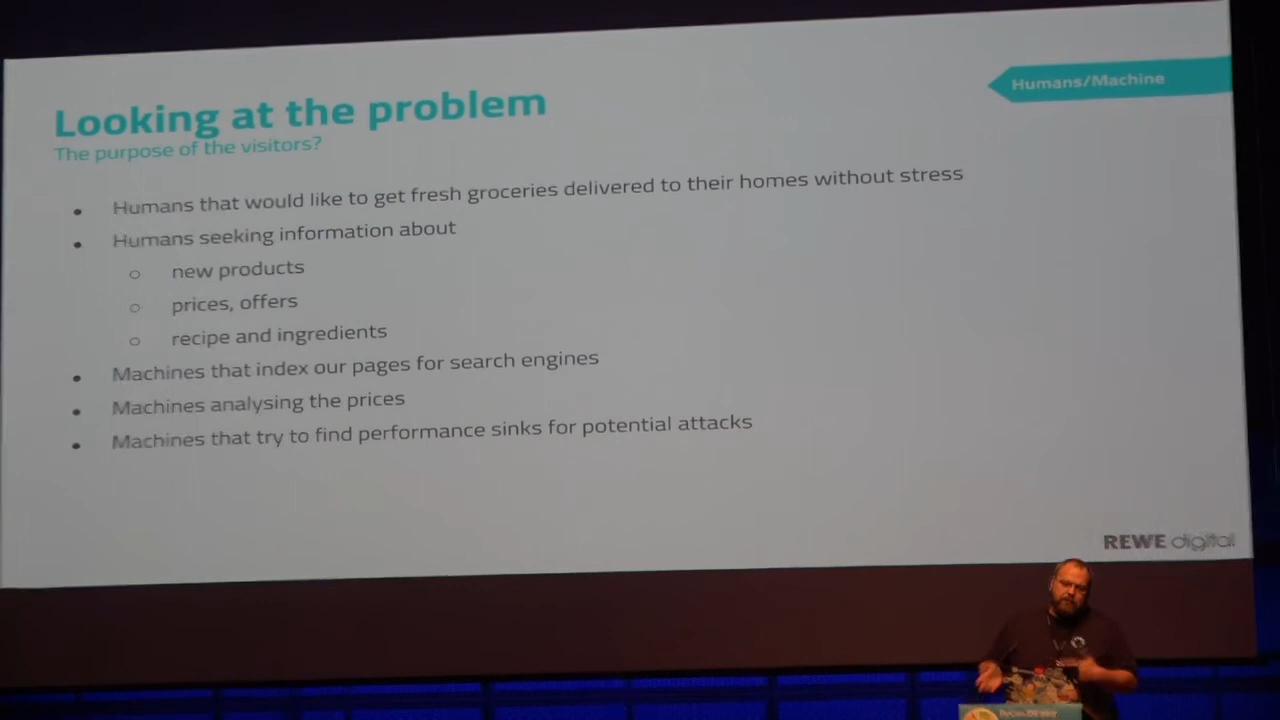 Looking at the problem
The purpose of the visitors?
Humans/Machine
Humans that would like to get fresh groceries delivered to their homes without stress
Humans seeking information about
new products
prices, offers
recipe and ingredients
Machines that index our pages for search engines
Machines analysing the prices
Machines that try to find performance sinks for potential attacks
REWE digital